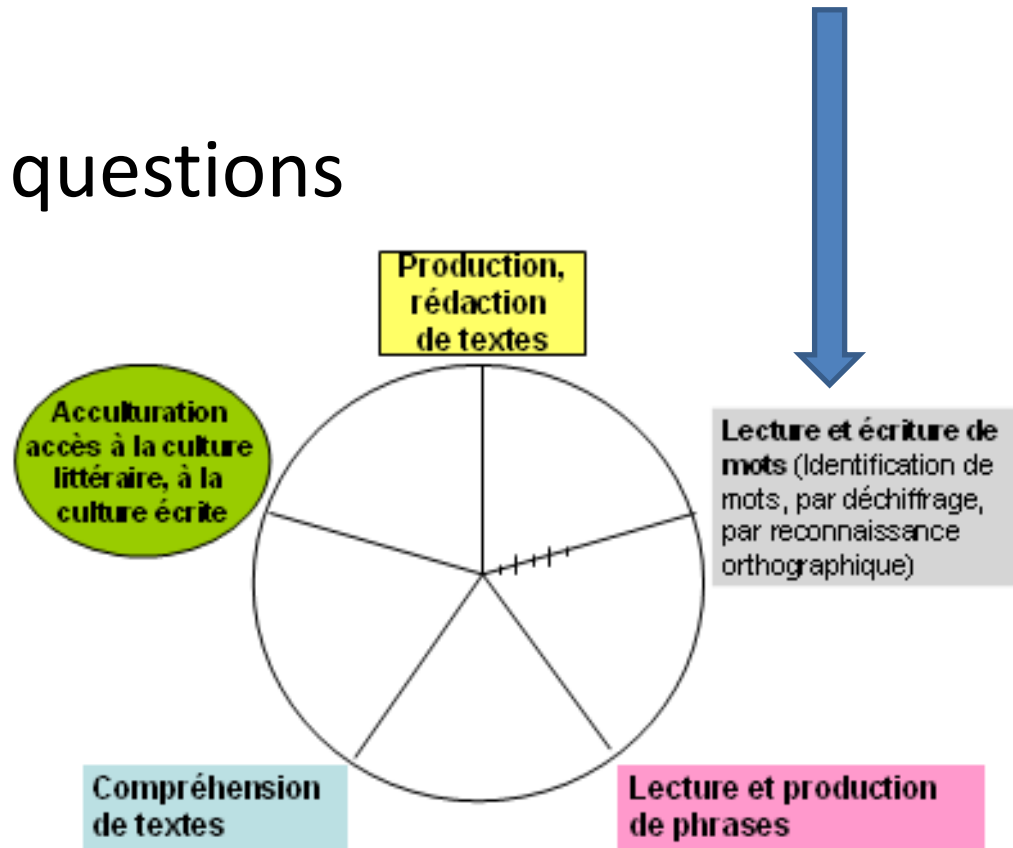 questions
Production,
rédaction
de textes
Acculturation
accès à la culture
littéraire, à la
culture écrite
Lecture et écriture de
mots (Identification de
mots, par déchiffrage,
par reconnaissance
orthographique)
Compréhension
de textes
Lecture et production
de phrases